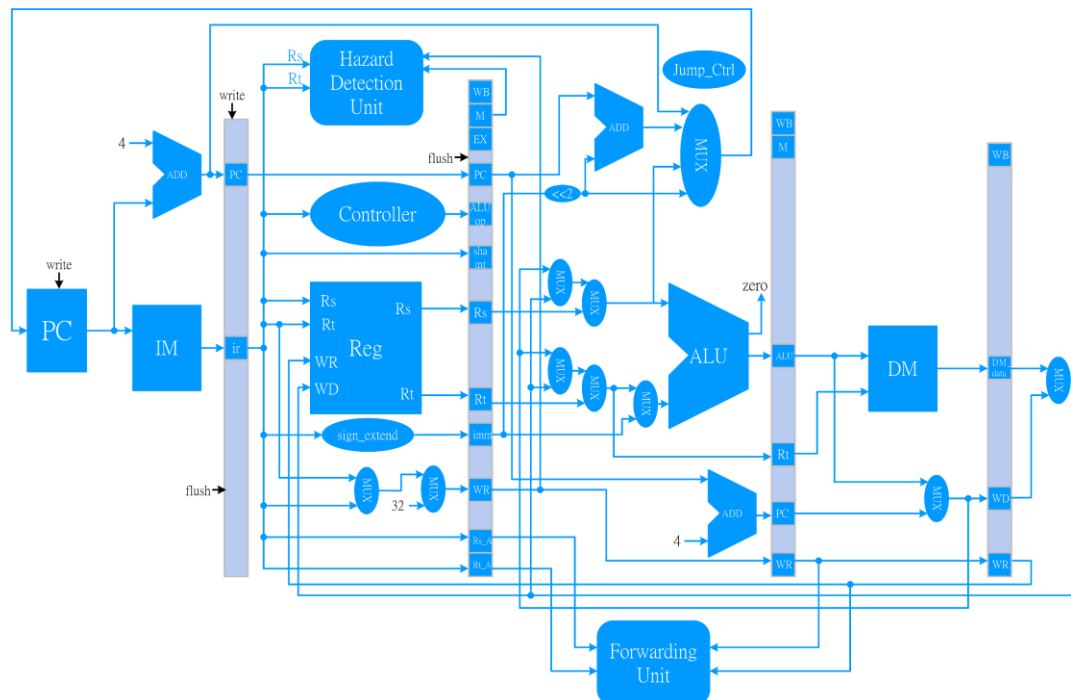 Rs
Rt
Hazard
Detection
Unit
Jump_Ctrl
write
4
ADD
PC
WB
M
EX
flush
PC
ADD
MUX
WB
M
WB
Controller
ALU
op
<<2
sha
mt
write
PC
IM
ir
Rs
Rt
WR
WD
Reg
Rs
Rt
Rs
Rt
MUX
MUX
MUX
MUX
MUX
ALU
zero
ALU
DM
DM
data
MUX
sign_extend
imm
Rt
flush
MUX
32
MUX
WR
4
ADD
PC
MUX
WD
Rs_A
Rt_A
WR
WR
Forwarding
Unit